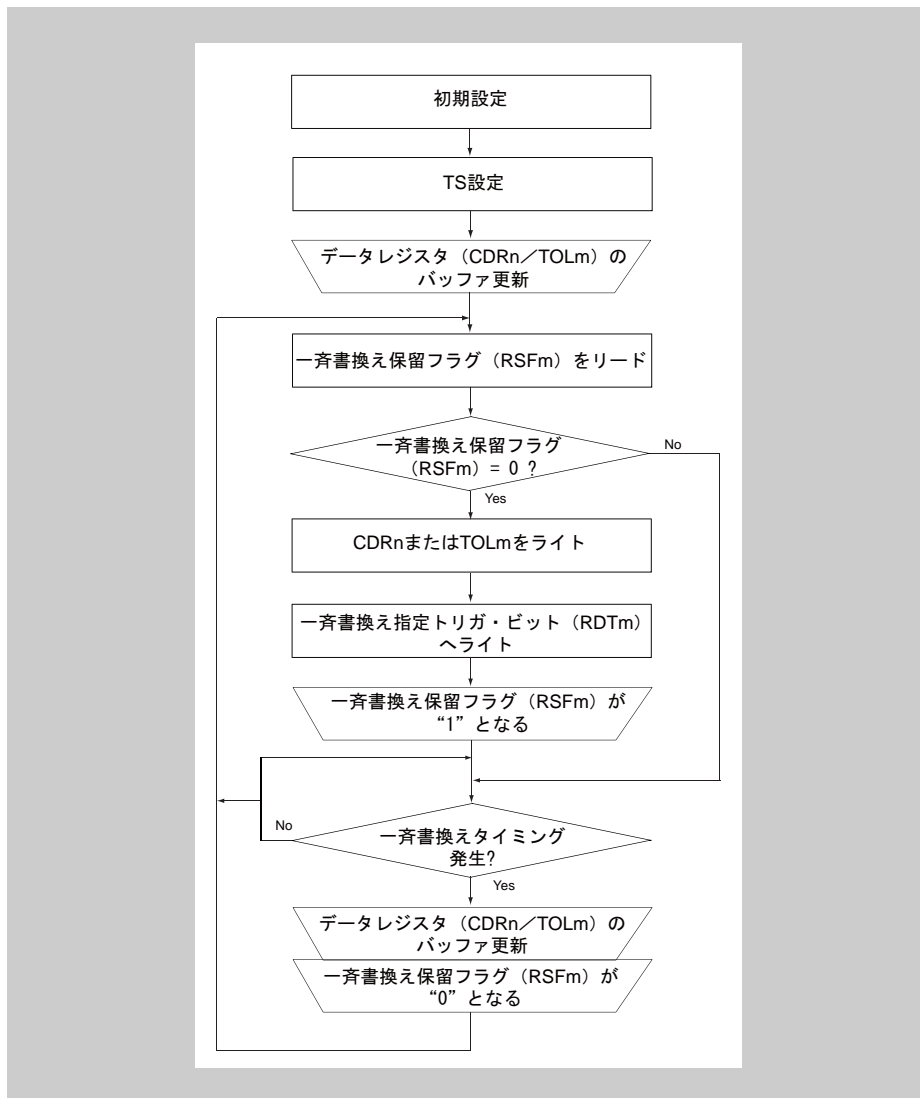 初期設定
TS設定
データレジスタ（CDRn／TOLm）の
バッファ更新
一斉書換え保留フラグ（RSFm）をリード
一斉書換え保留フラグ
（RSFm）= 0 ?
No
Yes
CDRnまたはTOLmをライト
一斉書換え指定トリガ・ビット（RDTm）
へライト
一斉書換え保留フラグ（RSFm）が
“1”となる
No
一斉書換えタイミング
発生?
Yes
データレジスタ（CDRn／TOLm）の
バッファ更新
一斉書換え保留フラグ（RSFm）が
“0”となる